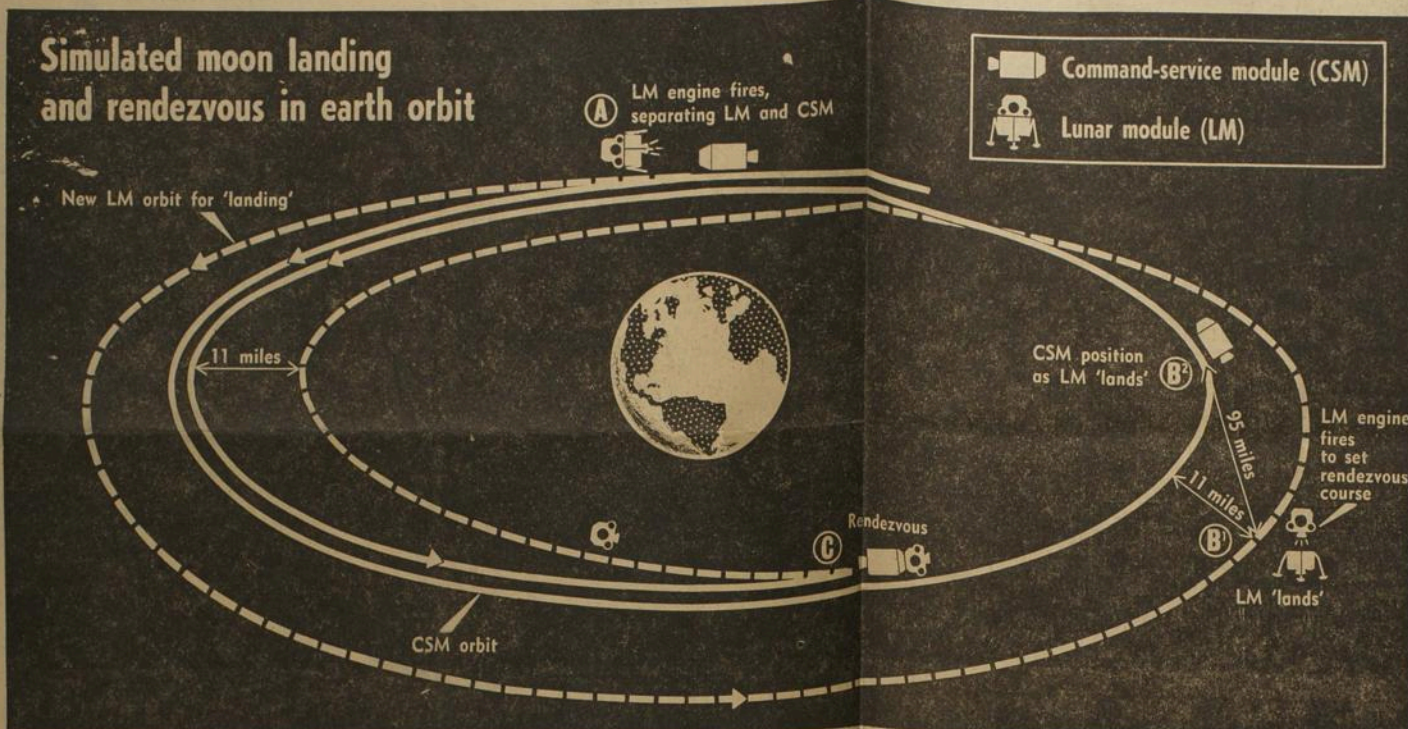 Simulated moon landing
and rendezvous in earth orbit
A
LM engine fires,
separating LM and CSM
Command-service module (CSM)
Lunar module (LM)
New LM orbit for 'landing'
11 miles
CSM position
as LM 'lands'
B²
95 miles
11 miles
LM engine
fires
to set
rendezvous
course
B¹
LM 'lands'
Rendezvous
C
CSM orbit